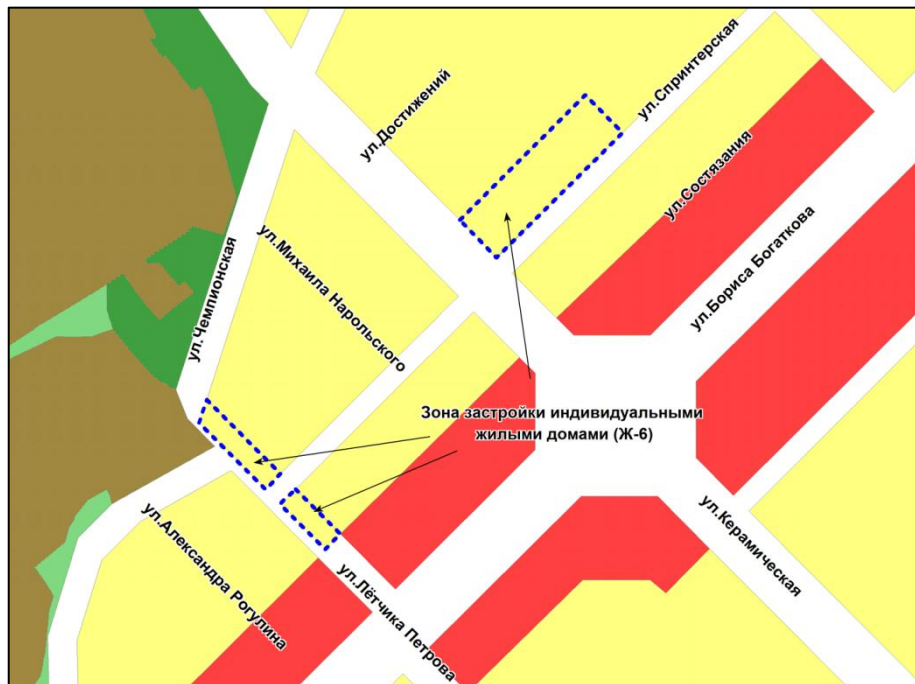 ул.Спринтерская
ул.Достижений
ул.Состязания
ул.Михаила Нарольского
ул.Чемпионская
ул.Бориса Богаткова
Зона застройки индивидуальными
жилыми домами (Ж-6)
ул.Керамическая
ул.Александра Рогулина
ул.Лётчика Петрова